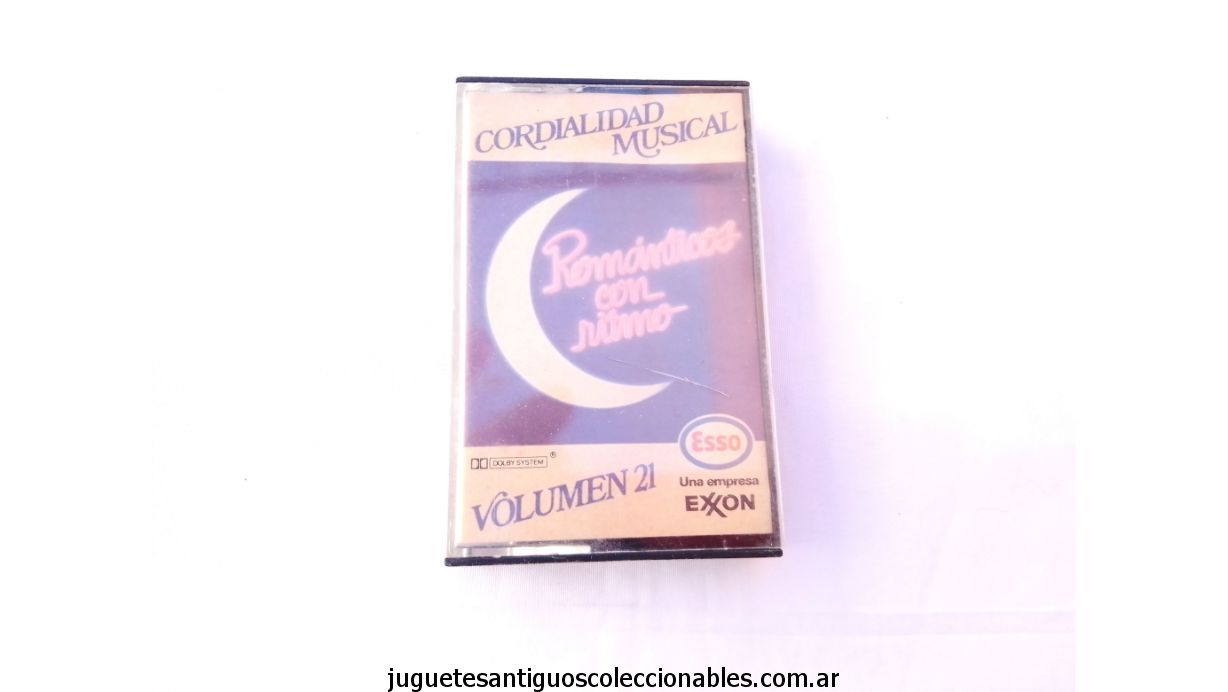 CORDIALIDAD
MUSICAL
Románticos
con
ritmo
Esso
DOLBY SYSTEM ®
VOLUMEN 21
Una empresa
EXXON
juguetesantiguoscoleccionables.com.ar